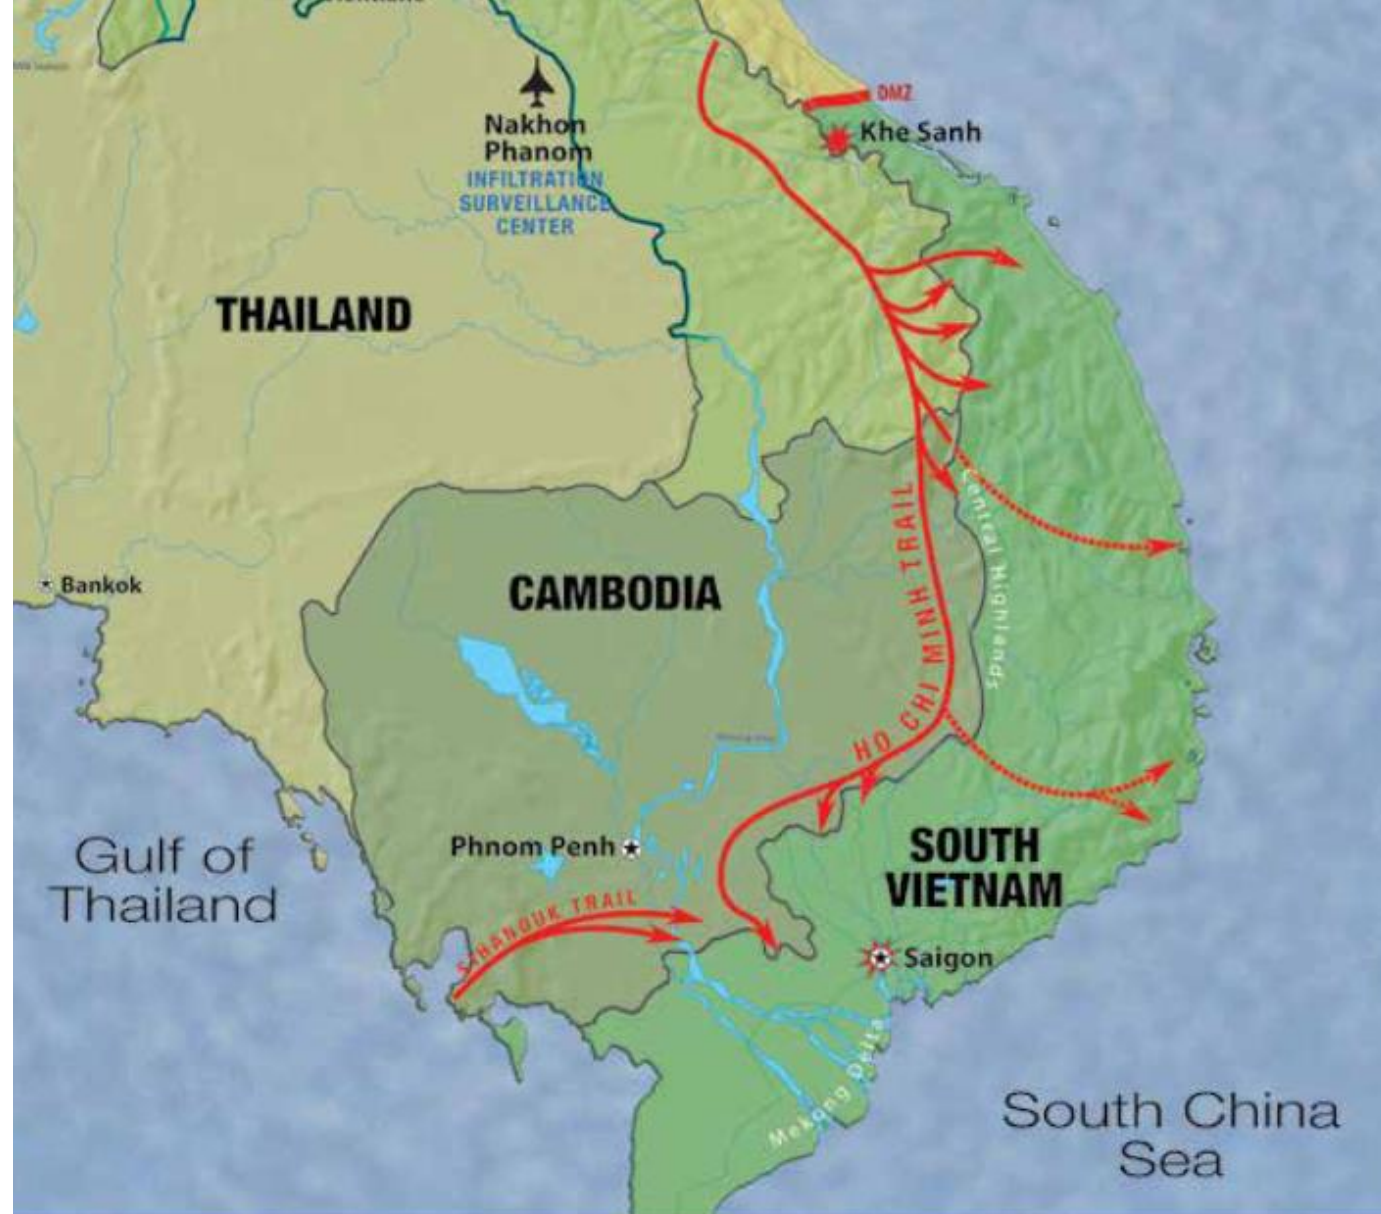 DMZ
Khe Sanh
Nakhon
Phanom
INFILTRATION
SURVEILLANCE
CENTER
THAILAND
Central Highlands
HO CHI MINH TRAIL
Bankok
CAMBODIA
Phnom Penh
SOUTH
VIETNAM
Gulf of
Thailand
SIHANOUK TRAIL
Saigon
Mekong Delta
South China
Sea